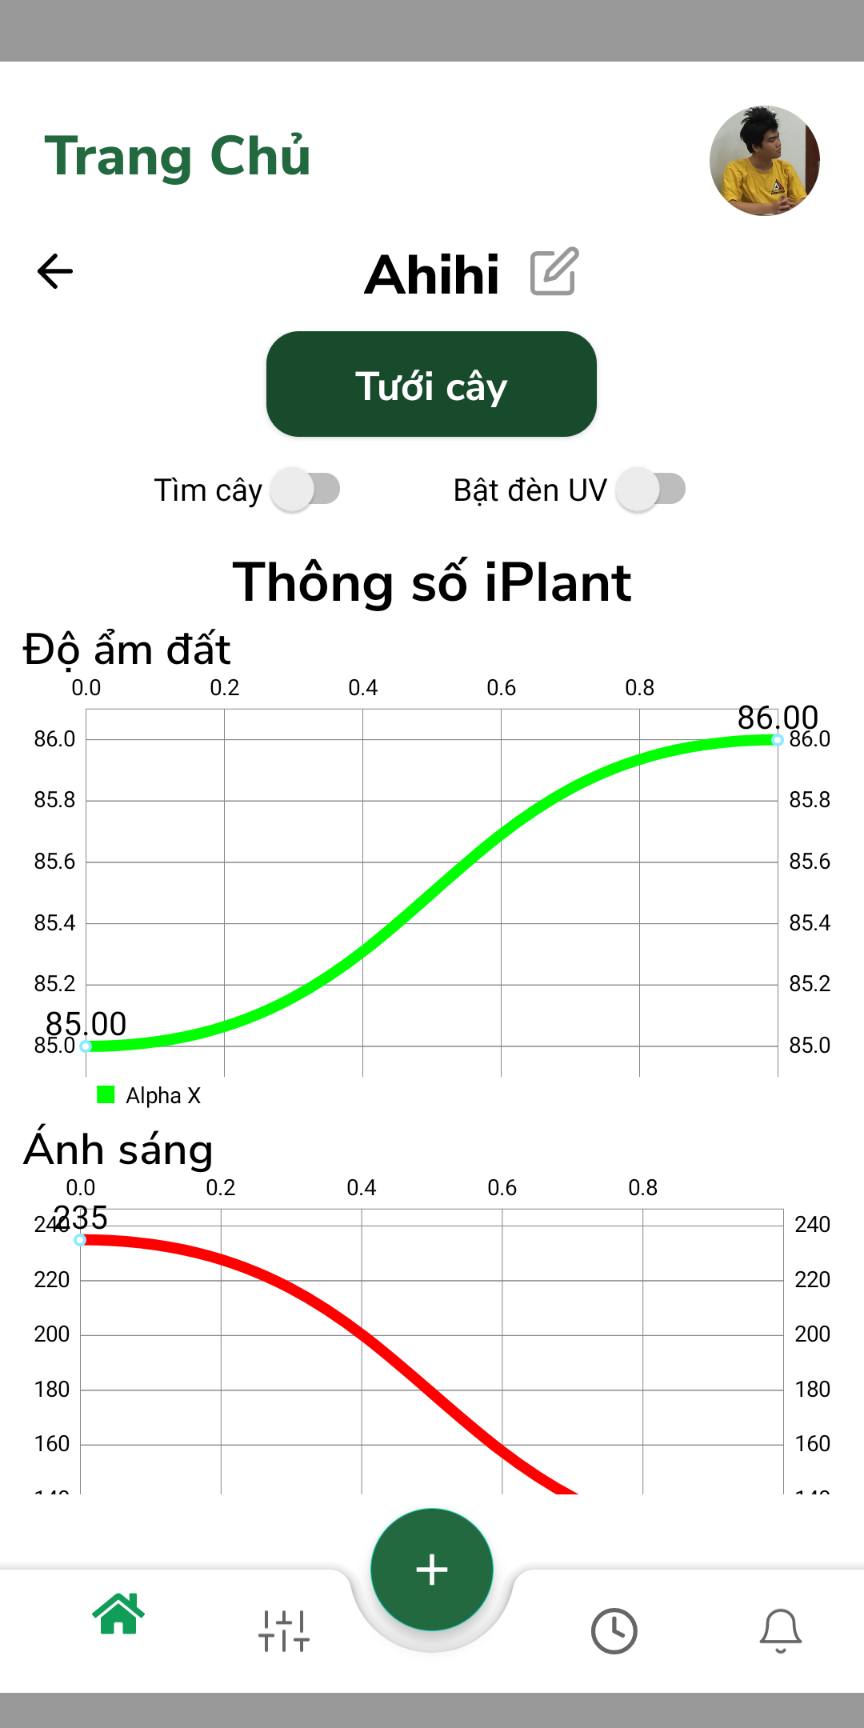 Trang Chủ
Ahihi
Tưới cây
Tìm cây
Bật đèn UV
Thông số iPlant
Độ ẩm đất
0.0 0.2 0.4 0.6 0.8
86.00
86.0 86.0
85.8 85.8
85.6 85.6
85.4 85.4
85.2 85.2
85.00
85.0 85.0
Alpha X
Ánh sáng
0.0 0.2 0.4 0.6 0.8
235
240 240
220 220
200 200
180 180
160 160
140 140